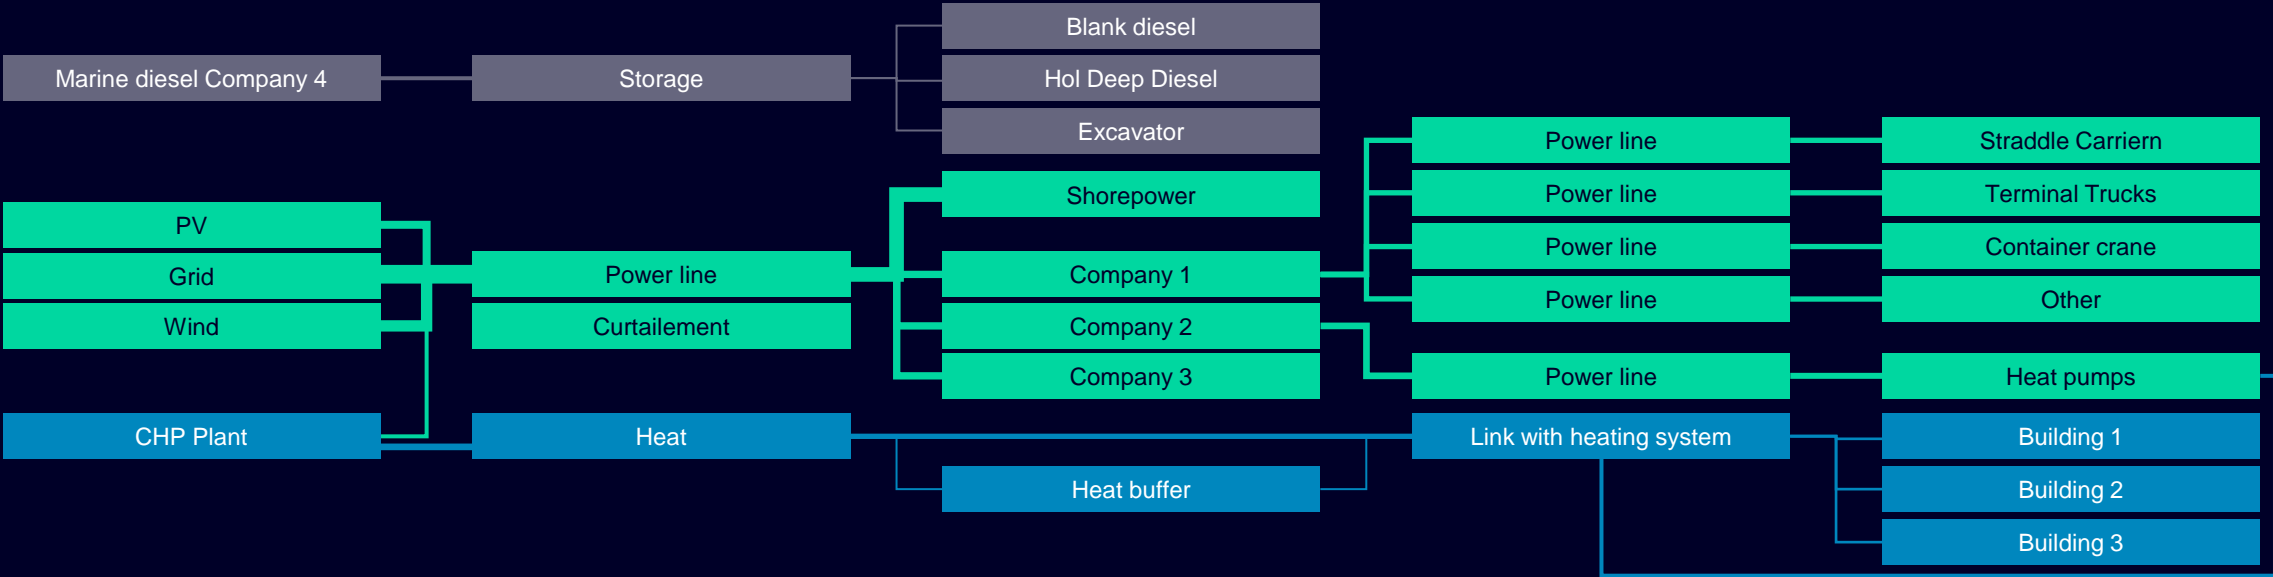 Blank diesel
Marine diesel Company 4
Storage
Hol Deep Diesel
Excavator
Power line
Straddle Carriern
Shorepower
Power line
Terminal Trucks
PV
Power line
Container crane
Grid
Power line
Company 1
Power line
Other
Wind
Curtailement
Company 2
Company 3
Power line
Heat pumps
CHP Plant
Heat
Link with heating system
Building 1
Heat buffer
Building 2
Building 3